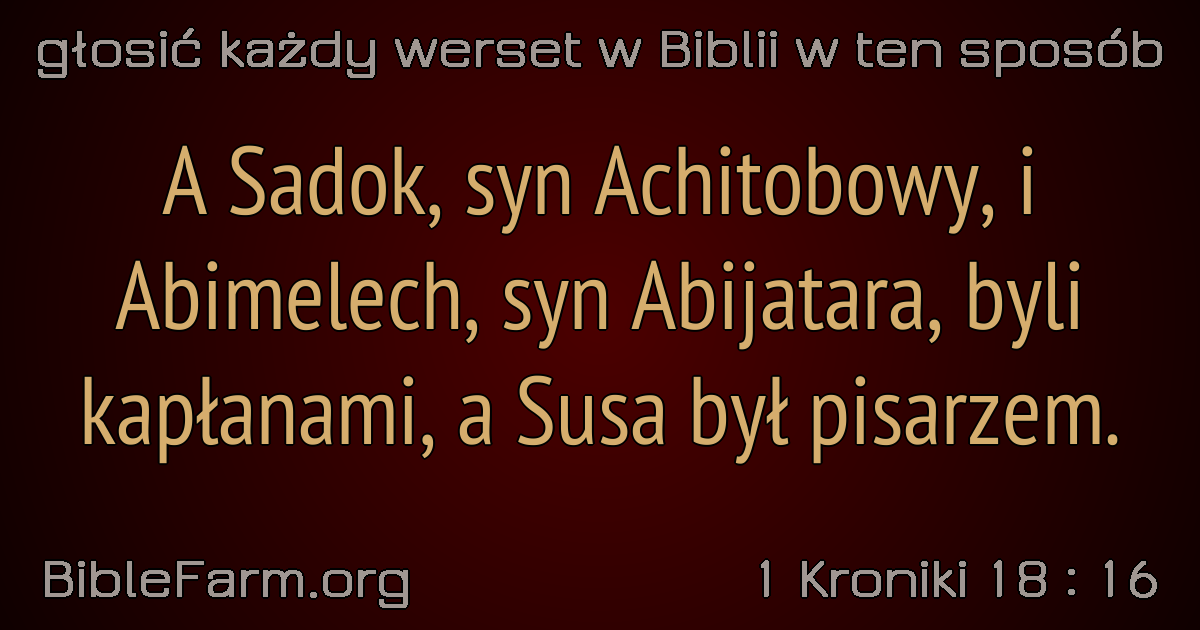 głosić każdy werset w Biblii w ten sposób
A Sadok, syn Achitobowy, i
Abimelech, syn Abijatara, byli
kapłanami, a Susa był pisarzem.
BibleFarm.org
1 Kroniki 18 : 16